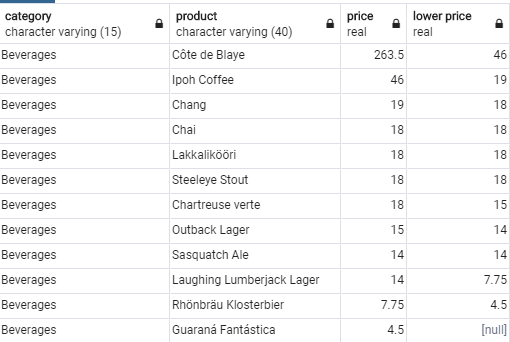 category product price lower price
character varying (15) character varying (40) real real
Beverages Côte de Blaye 263.5 46
Beverages Ipoh Coffee 46 19
Beverages Chang 19 18
Beverages Chai 18 18
Beverages Lakkalikööri 18 18
Beverages Steeleye Stout 18 18
Beverages Chartreuse verte 18 15
Beverages Outback Lager 15 14
Beverages Sasquatch Ale 14 14
Beverages Laughing Lumberjack Lager 14 7.75
Beverages Rhönbräu Klosterbier 7.75 4.5
Beverages Guaraná Fantástica 4.5 [null]